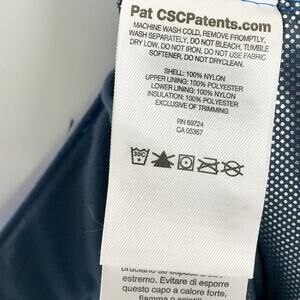 Pat CSCPatents.com
MACHINE WASH COLD, REMOVE PROMPTLY,
WASH SEPARATELY, DO NOT BLEACH, TUMBLE
DRY LOW, DO NOT IRON, DO NOT USE FABRIC
SOFTENER, DO NOT DRYCLEAN.
SHELL: 100% NYLON
UPPER LINING: 100% POLYESTER
LOWER LINING: 100% NYLON
INSULATION: 100% POLYESTER
EXCLUSIVE OF TRIMMING
RN 69724
CA 05367
estremo. Evitare di esporre
questo capo a calore forte,
fiamma o